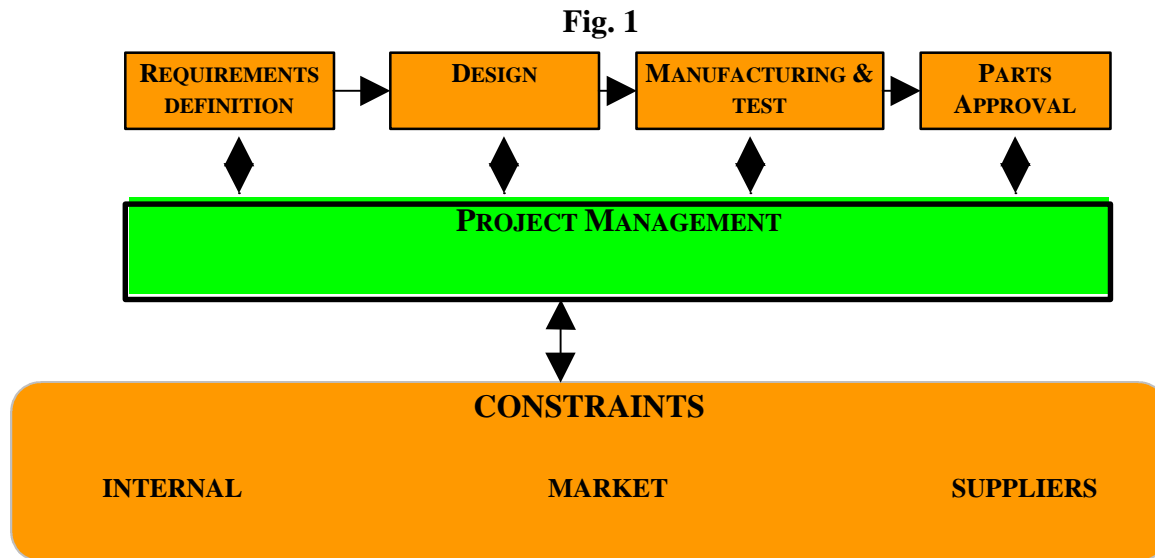 Fig. 1
REQUIREMENTS
DEFINITION
DESIGN
MANUFACTURING &
TEST
PARTS
APPROVAL
PROJECT MANAGEMENT
CONSTRAINTS
INTERNAL
MARKET
SUPPLIERS